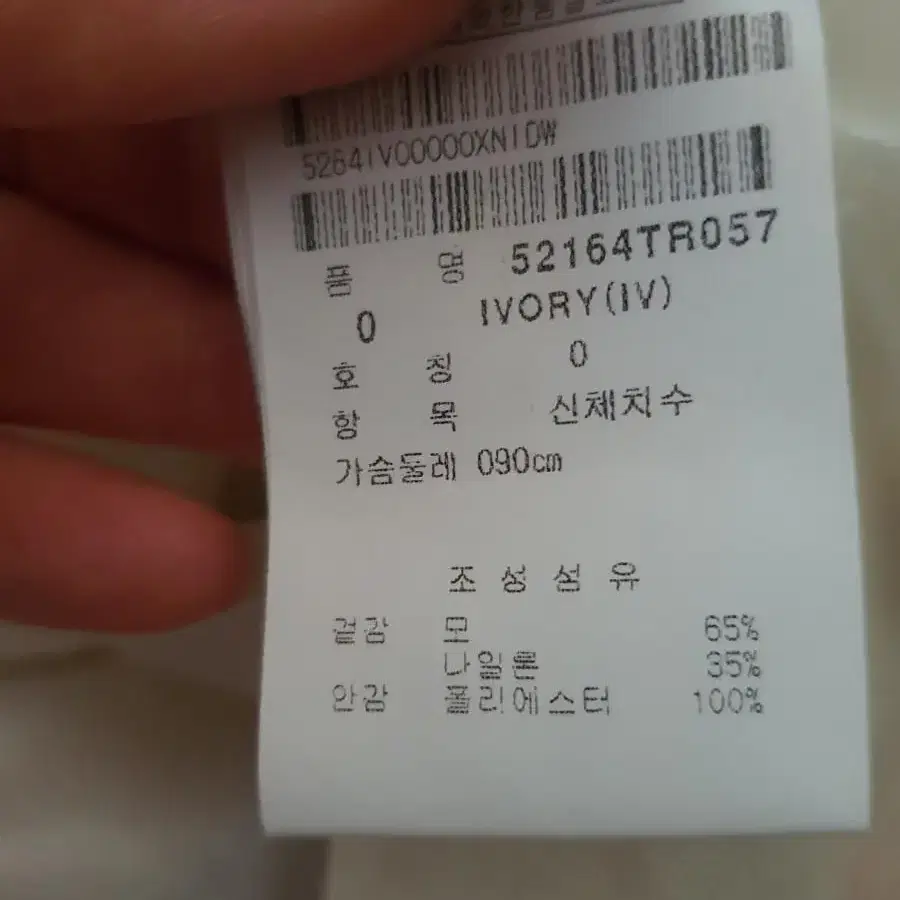 52641V00000XNIDW
품 명 52164TR057
0 IVORY(IV)
호 칭 0
항 목 신체치수
가슴둘레 090cm
조성섬유
겉감 모 65%
나일론 35%
안감 폴리에스터 100%